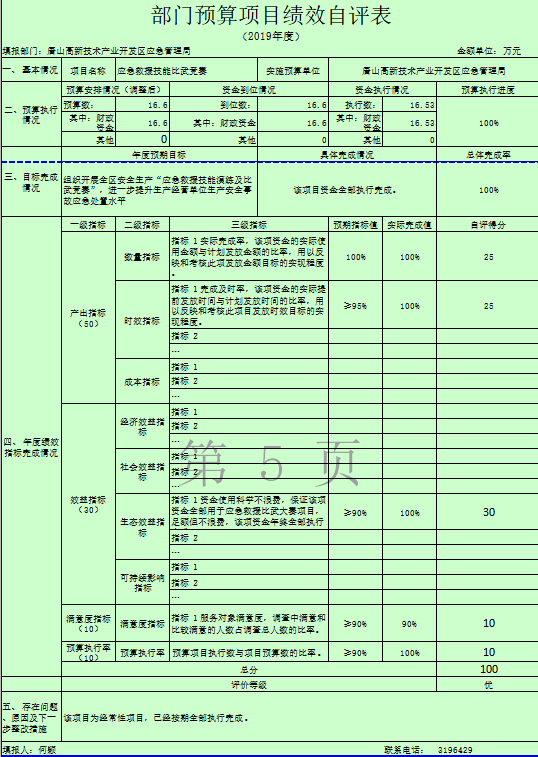 部门预算项目绩效自评表
（2019年度）
填报部门：唐山高新技术产业开发区应急管理局 金额单位：万元
一、基本情况 项目名称 应急救援技能比武竞赛 实施预算单位 唐山高新技术产业开发区应急管理局
二、预算执行情况 预算安排情况（调整后） 资金到位情况 资金执行情况 预算执行进度
预算数： 16.6 到位数： 16.6 执行数： 16.53 100%
其中：财政资金 16.6 其中：财政资金 16.6 其中：财政资金 16.53
其他 0 其他 其他 0
三、目标完成情况 年度预期目标 具体完成情况 总体完成率
组织开展全区安全生产“应急救援技能演练及比
武竞赛”，进一步提升生产经营单位生产安全事
故应急处置水平
该项目资金全部执行完成。 100%
四、年度绩效指标完成情况 一级指标 二级指标 三级指标 预期指标值 实际完成值 自评得分
产出指标（50） 数量指标
指标 1实际完成率，该项资金的实际使
用金额与计划发放金额的比率，用以反
映和考核此项发放金额目标的实现程度
。
100% 100% 25
时效指标
指标 1完成及时率，该项资金的实际提
前发放时间与计划发放时间的比率，用
以反映和考核此项目发放时效目标的实
现程度。
≥95% 100% 25
指标 2
...
成本指标 指标 1
指标 2
...
效率指标（30） 经济效率指标 指标 1
指标 2
...
社会效率指标 指标 1
指标 2
...
生态效率指标
指标 1资金使用科学不浪费，保证该项
资金全部用于应急救援比武大赛项目，
足额但不浪费，该项资金年终全部执行
≥90% 100% 30
指标 2
...
可持续影响指标 指标 1
指标 2
...
满意度指标（10） 满意度指标
指标 1服务对象满意度，调查中满意和
比较满意的人数占调查总人数的比率。
≥90% 90% 10
预算执行率（10） 预算执行率 预算项目执行数与项目预算数的比率。 ≥90% 100% 10
总分 100
评价等级 优
五、存在问题
、原因及下一
步整改措施
该项目为经常性项目，已经按期全部执行完成。
填报人：何颖 联系电话： 3196429
第 5 页